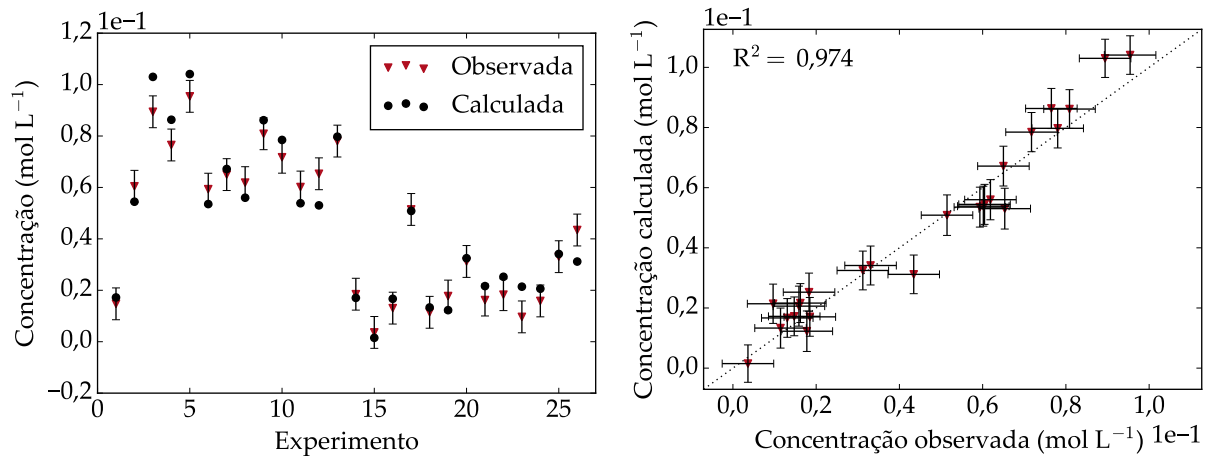 1e−1
1,2
1,0
0,8
0,6
0,4
0,2
0,0
−0,2
Concentração (mol L−1)
Observada
Calculada
0
5
10
15
20
25
Experimento
1e−1
1,0
0,8
0,6
0,4
0,2
0,0
Concentração calculada (mol L−1)
R2 = 0,974
0,0
0,2
0,4
0,6
0,8
1,0
Concentração observada (mol L−1) 1e−1